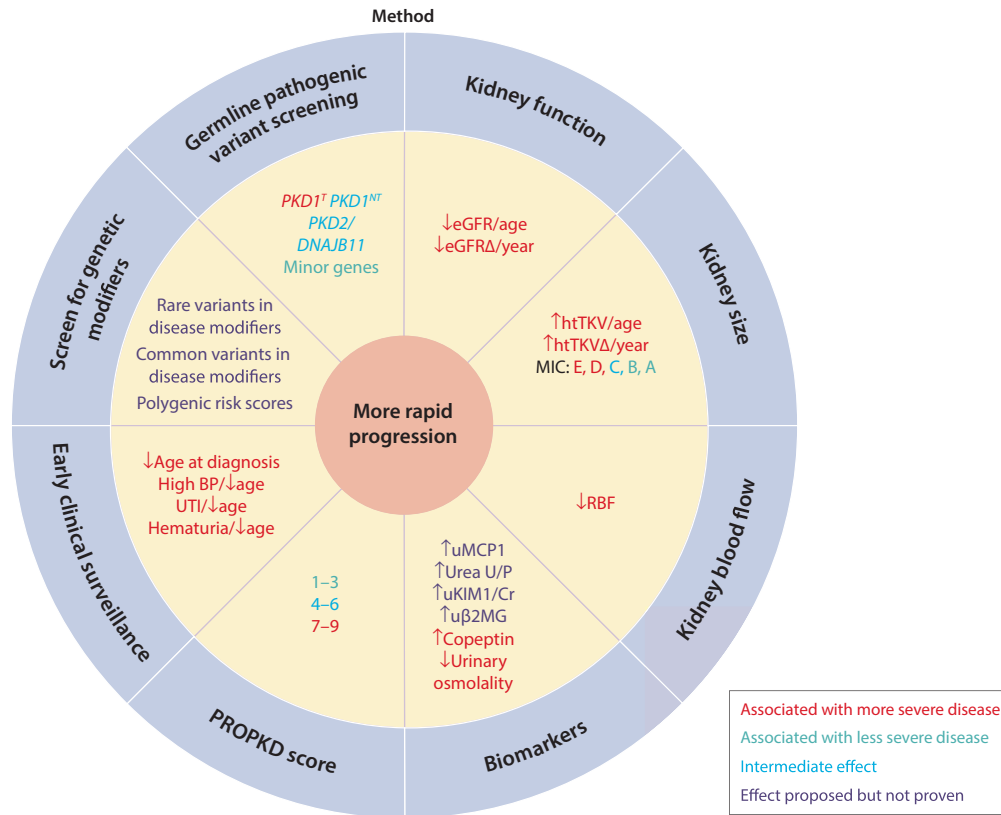 Method
Germline pathogenic
variant screening
Kidney function
Kidney size
Kidney blood flow
Biomarkers
PROPKD score
Early clinical surveillance
Screen for genetic
modifiers
PKD1ᵀ PKD1ᴺᵀ
PKD2/
DNAJB11
Minor genes
↓eGFR/age
↓eGFRΔ/year
↑htTKV/age
↑htTKVΔ/year
MIC: E, D, C, B, A
↓RBF
↑uMCP1
↑Urea U/P
↑uKIM1/Cr
↑uβ2MG
↑Copeptin
↓Urinary
osmolality
1–3
4–6
7–9
↓Age at diagnosis
High BP/↓age
UTI/↓age
Hematuria/↓age
Rare variants in
disease modifiers
Common variants in
disease modifiers
Polygenic risk scores
More rapid
progression
Associated with more severe disease
Associated with less severe disease
Intermediate effect
Effect proposed but not proven